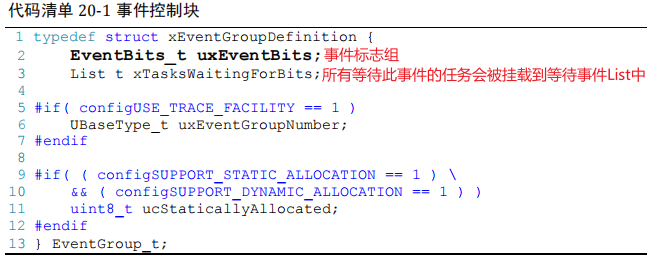 代码清单 20-1 事件控制块
1 typedef struct xEventGroupDefinition {
2 EventBits_t uxEventBits;事件标志组
3 List t xTasksWaitingForBits;所有等待此事件的任务会被挂载到等待事件List中
4
5 #if( configUSE_TRACE_FACILITY == 1 )
6 UBaseType_t uxEventGroupNumber;
7 #endif
8
9 #if( ( configSUPPORT_STATIC_ALLOCATION == 1 ) \
10 && ( configSUPPORT_DYNAMIC_ALLOCATION == 1 ) )
11 uint8_t ucStaticallyAllocated;
12 #endif
13 } EventGroup_t;